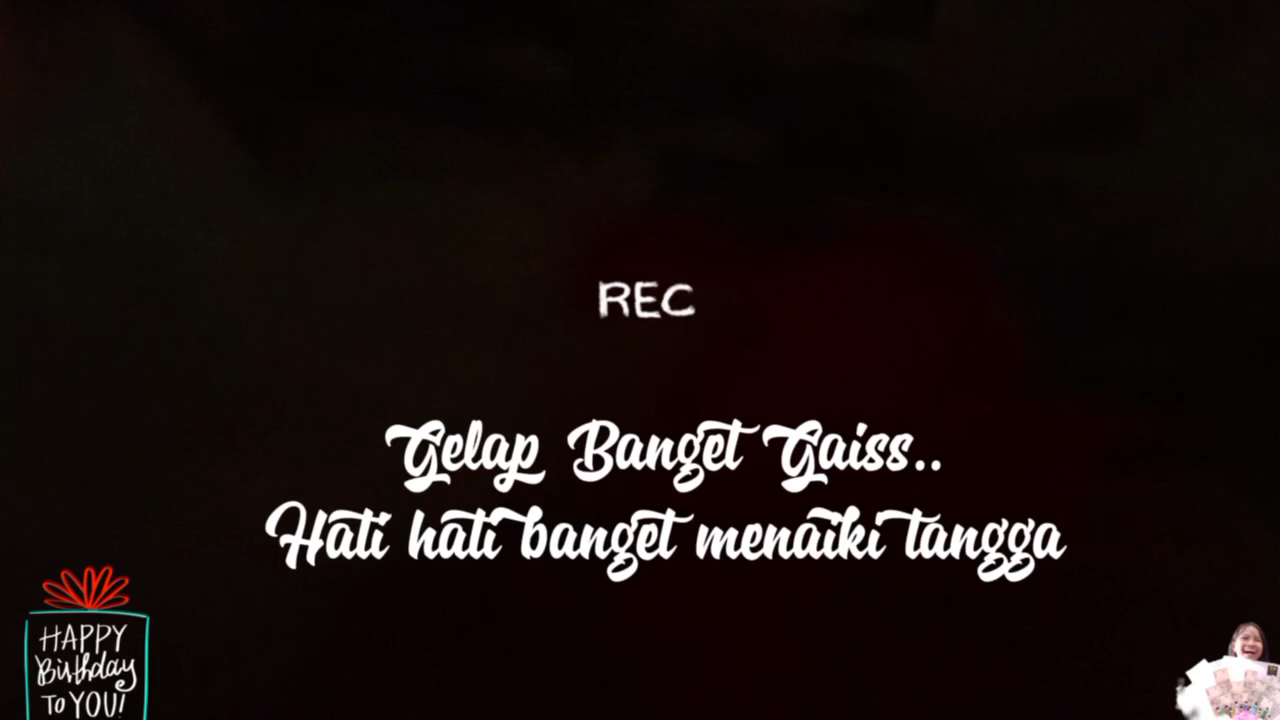 REC
Gelap Banget Gaiss..
Hati hati banget menaiki tangga
HAPPY
Birthday
To YOU!